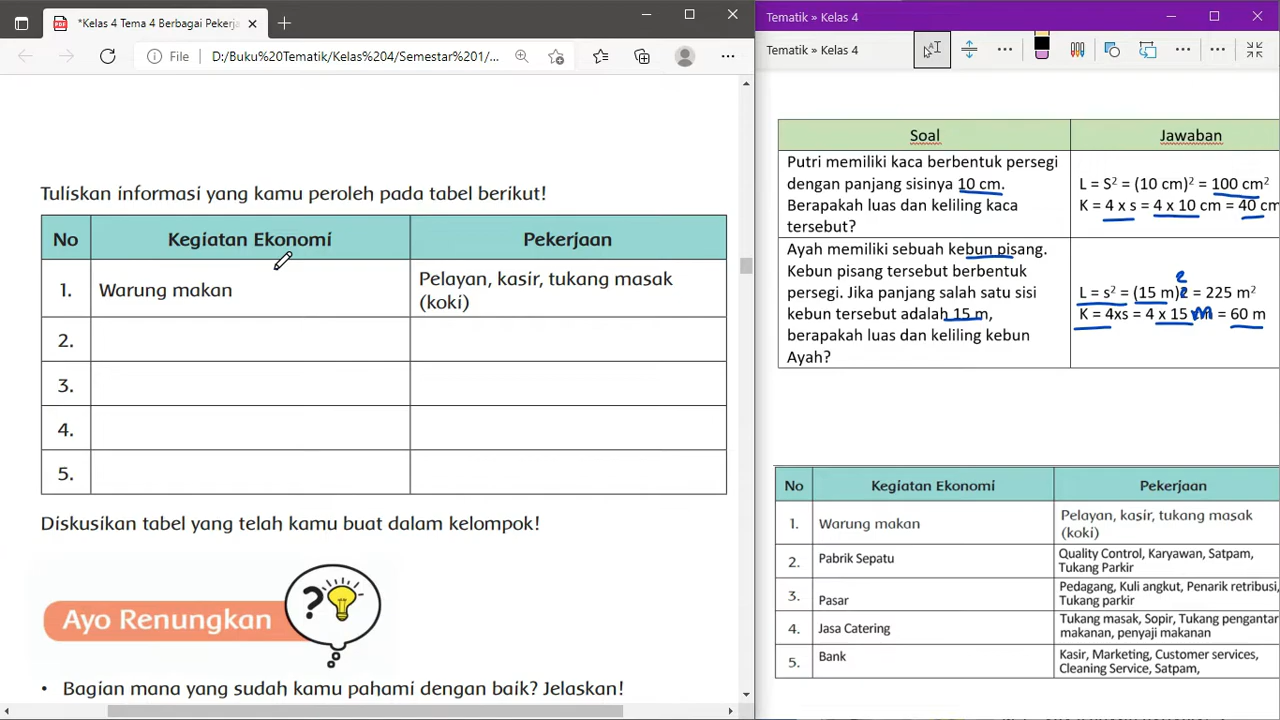 *Kelas 4 Tema 4 Berbagai Pekerja
File
D:/Buku%20Tematik/Kelas%204/Semestar%201/...
Tuliskan informasi yang kamu peroleh pada tabel berikut!
No Kegiatan Ekonomi Pekerjaan
1. Warung makan Pelayan, kasir, tukang masak
(koki)
2.
3.
4.
5.
Diskusikan tabel yang telah kamu buat dalam kelompok!
?
Ayo Renungkan
• Bagian mana yang sudah kamu pahami dengan baik? Jelaskan!
Tematik » Kelas 4
Tematik » Kelas 4
Soal Jawaban
Putri memiliki kaca berbentuk persegi
dengan panjang sisinya 10 cm.
Berapakah luas dan keliling kaca
tersebut?
L = S² = (10 cm)² = 100 cm²
K = 4 x s = 4 x 10 cm = 40 cm
Ayah memiliki sebuah kebun pisang.
Kebun pisang tersebut berbentuk
persegi. Jika panjang salah satu sisi
kebun tersebut adalah 15 m,
berapakah luas dan keliling kebun
Ayah?
L = s² = (15 m)2 = 225 m²
K = 4xs = 4 x 15 m = 60 m
No Kegiatan Ekonomi Pekerjaan
1. Warung makan Pelayan, kasir, tukang masak
(koki)
2. Pabrik Sepatu Quality Control, Karyawan, Satpam,
Tukang Parkir
3. Pasar Pedagang, Kuli angkut, Penarik retribusi,
Tukang parkir
4. Jasa Catering Tukang masak, Sopir, Tukang pengantar
makanan, penyaji makanan
5. Bank Kasir, Marketing, Customer services,
Cleaning Service, Satpam,